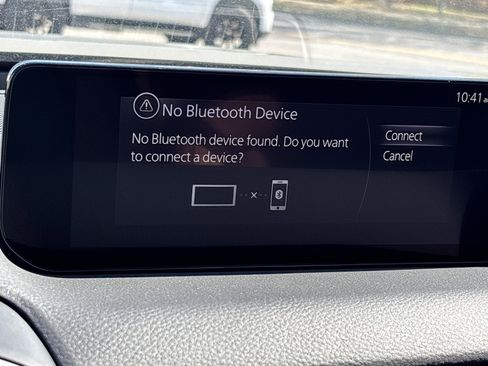 10:41 a
No Bluetooth Device
No Bluetooth device found. Do you want
to connect a device?
Connect
Cancel